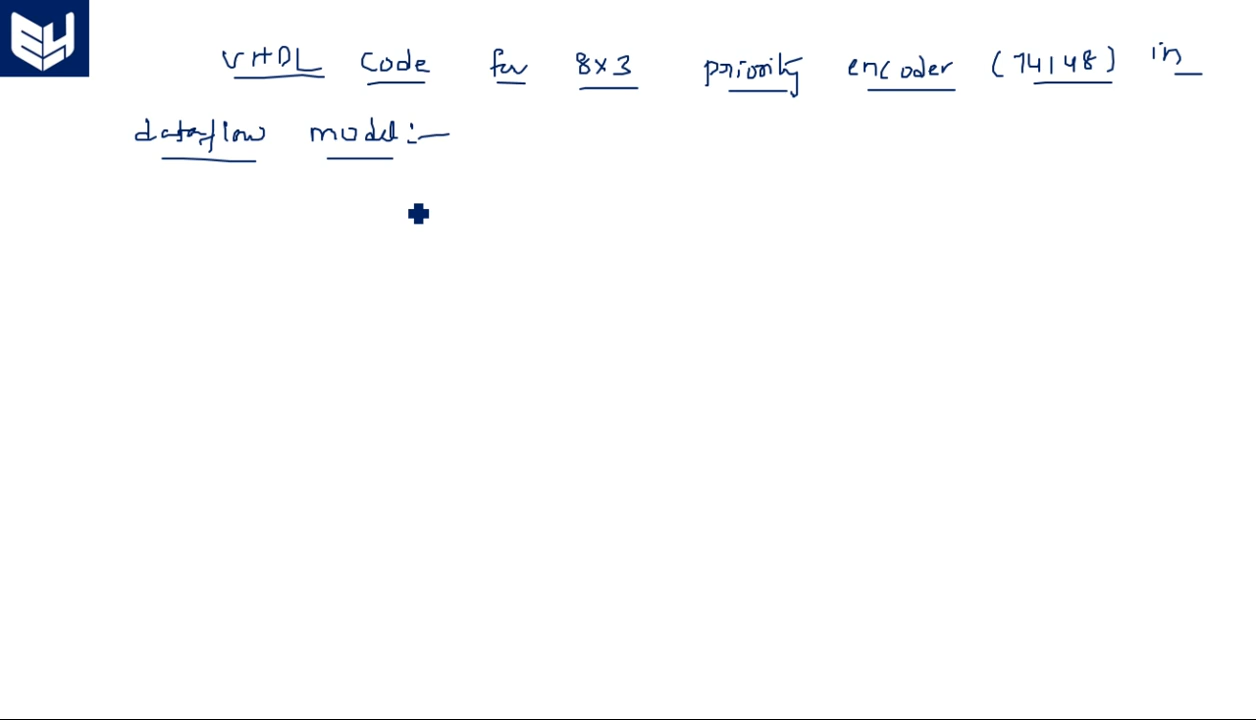 VHDL Code for 8x3 priority encoder (74148) in
dataflow model:-